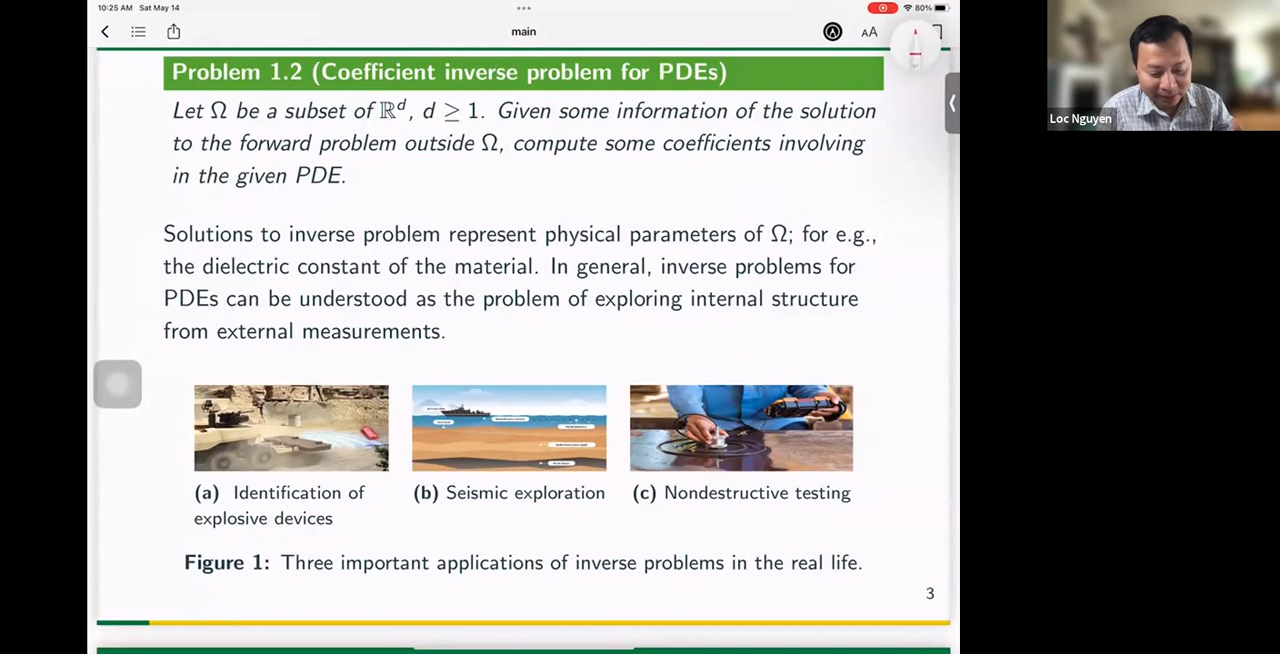 10:25 AM Sat May 14
80%
main
AA
Problem 1.2 (Coefficient inverse problem for PDEs)
Let Ω be a subset of ℝᵈ, d ≥ 1. Given some information of the solution
to the forward problem outside Ω, compute some coefficients involving
in the given PDE.
Loc Nguyen
Solutions to inverse problem represent physical parameters of Ω; for e.g.,
the dielectric constant of the material. In general, inverse problems for
PDEs can be understood as the problem of exploring internal structure
from external measurements.
(a) Identification of
explosive devices
(b) Seismic exploration
(c) Nondestructive testing
Figure 1: Three important applications of inverse problems in the real life.
3